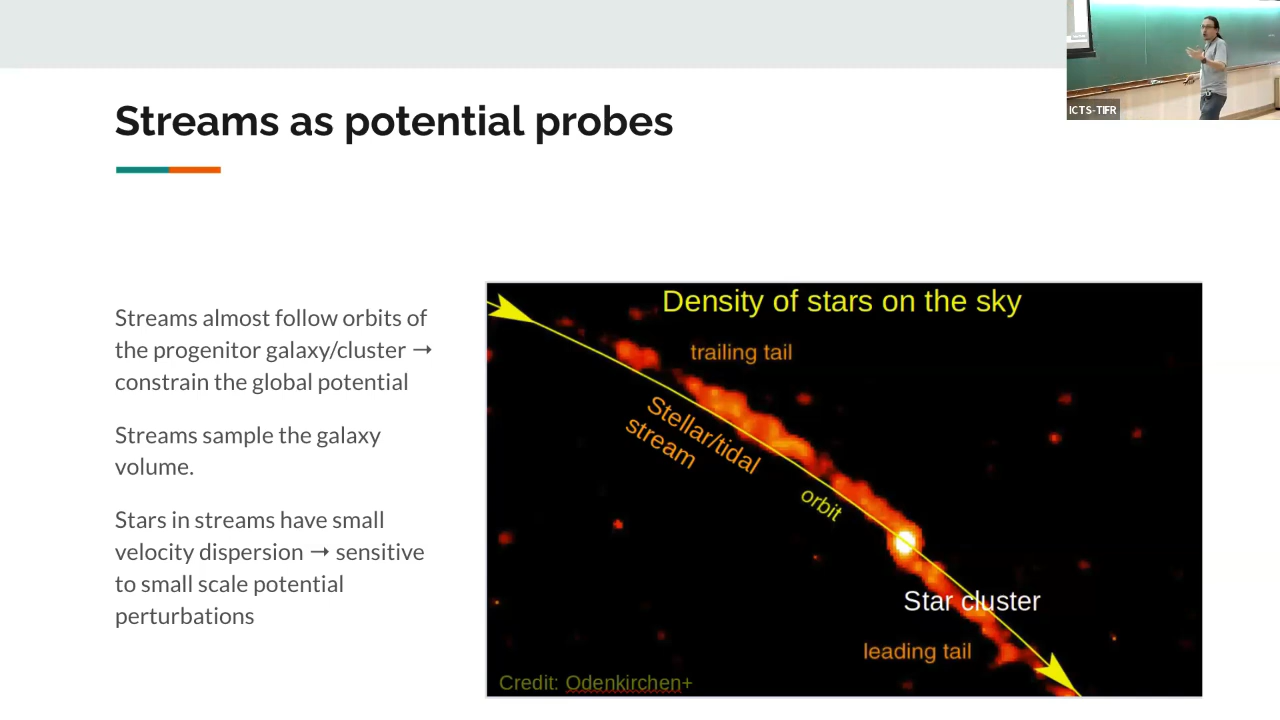 ICTS-TIFR
Streams as potential probes
Streams almost follow orbits of
the progenitor galaxy/cluster →
constrain the global potential
Streams sample the galaxy
volume.
Stars in streams have small
velocity dispersion → sensitive
to small scale potential
perturbations
Density of stars on the sky
trailing tail
Stellar/tidal
stream
orbit
Star cluster
leading tail
Credit: Odenkirchen+